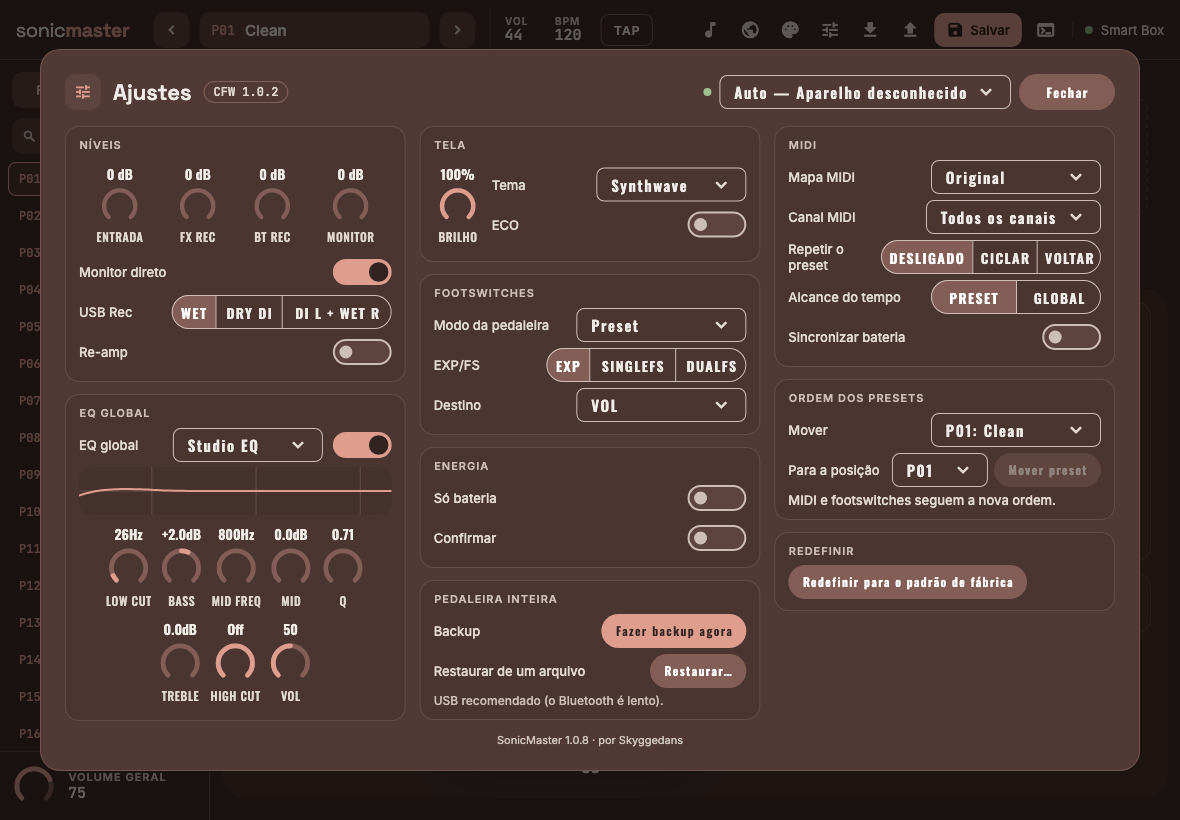 sonicmaster
P01 Clean
VOL
44
BPM
120
TAP
Salvar
Smart Box
Ajustes
CFW 1.0.2
Auto — Aparelho desconhecido
Fechar
NÍVEIS
0 dB 0 dB 0 dB 0 dB
ENTRADA FX REC BT REC MONITOR
Monitor direto
USB Rec WET DRY DI DI L + WET R
Re-amp
EQ GLOBAL
EQ global Studio EQ
26Hz +2.0dB 800Hz 0.0dB 0.71
LOW CUT BASS MID FREQ MID Q
0.0dB Off 50
TREBLE HIGH CUT VOL
TELA
100%
BRILHO
Tema Synthwave
ECO
FOOTSWITCHES
Modo da pedaleira Preset
EXP/FS EXP SINGLEFS DUALFS
Destino VOL
ENERGIA
Só bateria
Confirmar
PEDALEIRA INTEIRA
Backup Fazer backup agora
Restaurar de um arquivo Restaurar…
USB recomendado (o Bluetooth é lento).
MIDI
Mapa MIDI Original
Canal MIDI Todos os canais
Repetir o
preset
DESLIGADO CICLAR VOLTAR
Alcance do tempo PRESET GLOBAL
Sincronizar bateria
ORDEM DOS PRESETS
Mover P01: Clean
Para a posição P01 Mover preset
MIDI e footswitches seguem a nova ordem.
REDEFINIR
Redefinir para o padrão de fábrica
SonicMaster 1.0.8 · por Skyggedans
P01
P02
P03
P04
P05
P06
P07
P08
P09
P10
P11
P12
P13
P14
P15
P16
VOLUME GERAL
75